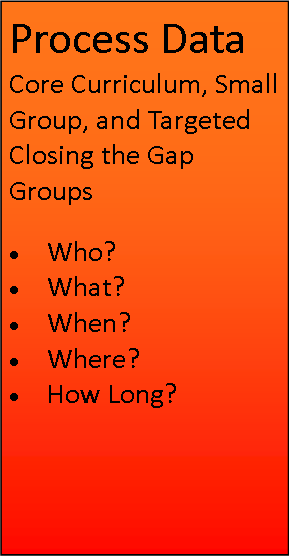 Process Data
Core Curriculum, Small
Group, and Targeted
Closing the Gap
Groups
• Who?
• What?
• When?
• Where?
• How Long?